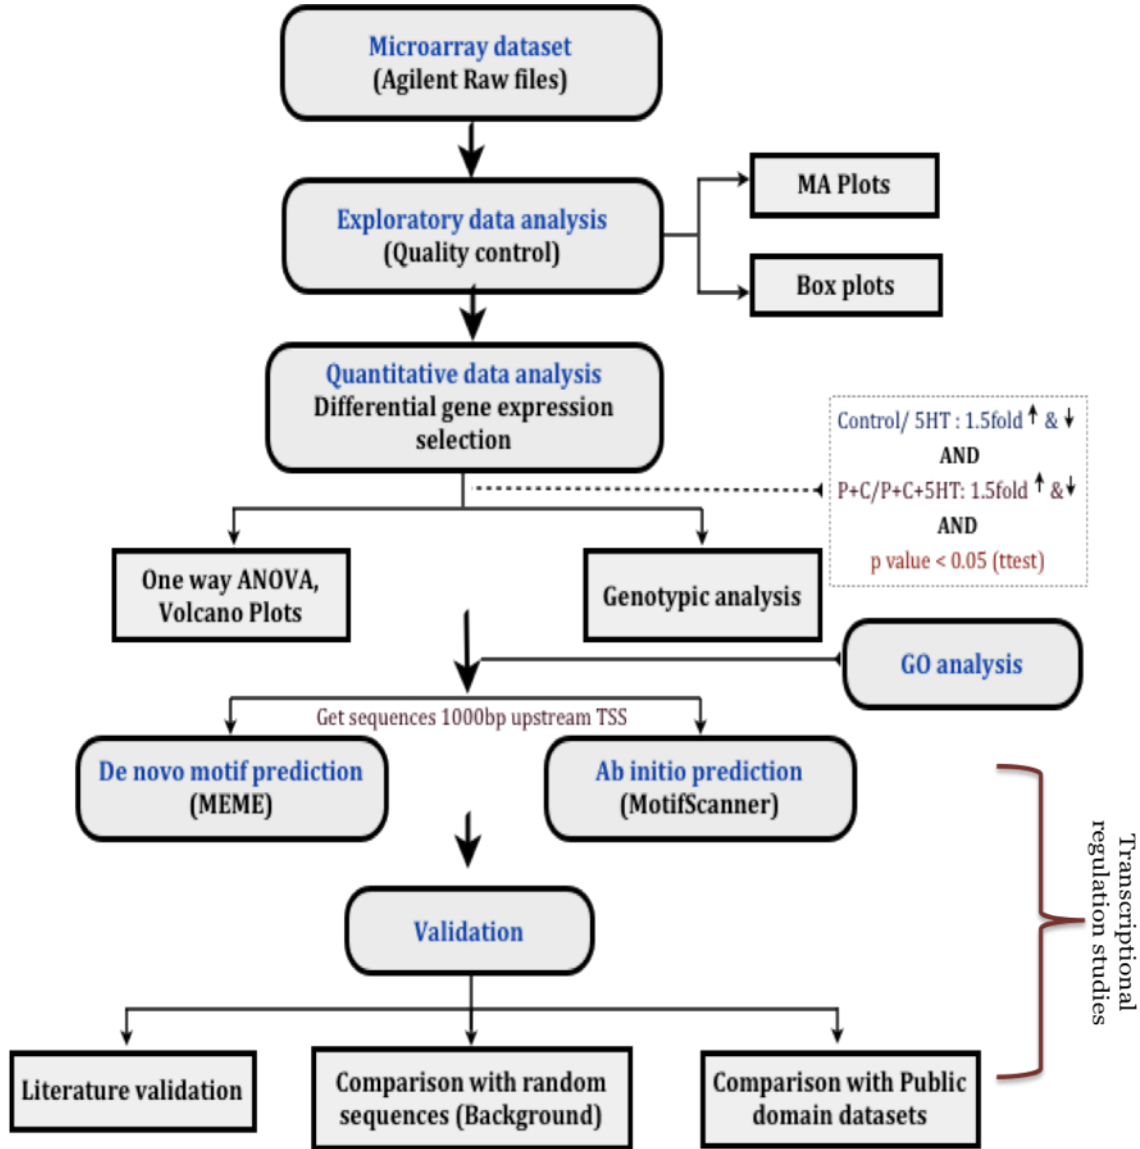 Microarray dataset
(Agilent Raw files)
MA Plots
Exploratory data analysis
(Quality control)
Box plots
Quantitative data analysis
Differential gene expression
selection
Control/ 5HT : 1.5fold ↑ & ↓
AND
P+C/P+C+5HT: 1.5fold ↑ &↓
AND
p value < 0.05 (ttest)
One way ANOVA,
Volcano Plots
Genotypic analysis
GO analysis
Get sequences 1000bp upstream TSS
De novo motif prediction
(MEME)
Ab initio prediction
(MotifScanner)
Transcriptional
regulation studies
Validation
Literature validation
Comparison with random
sequences (Background)
Comparison with Public
domain datasets